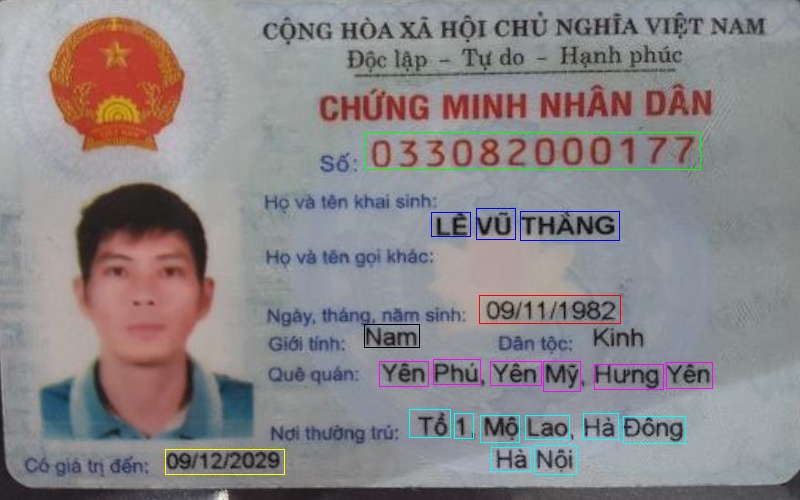 CỘNG HÒA XÃ HỘI CHỦ NGHĨA VIỆT NAM
Độc lập – Tự do – Hạnh phúc
CHỨNG MINH NHÂN DÂN
Số: 033082000177
Họ và tên khai sinh:
LÈ VŨ THẰNG
Họ và tên gọi khác:
Ngày, tháng, năm sinh: 09/11/1982
Giới tính: Nam Dân tộc: Kinh
Quê quán: Yên Phú, Yên Mỹ, Hưng Yên
Nơi thường trú: Tổ 1, Mộ Lao, Hà Đông
Hà Nội
Có giá trị đến: 09/12/2029